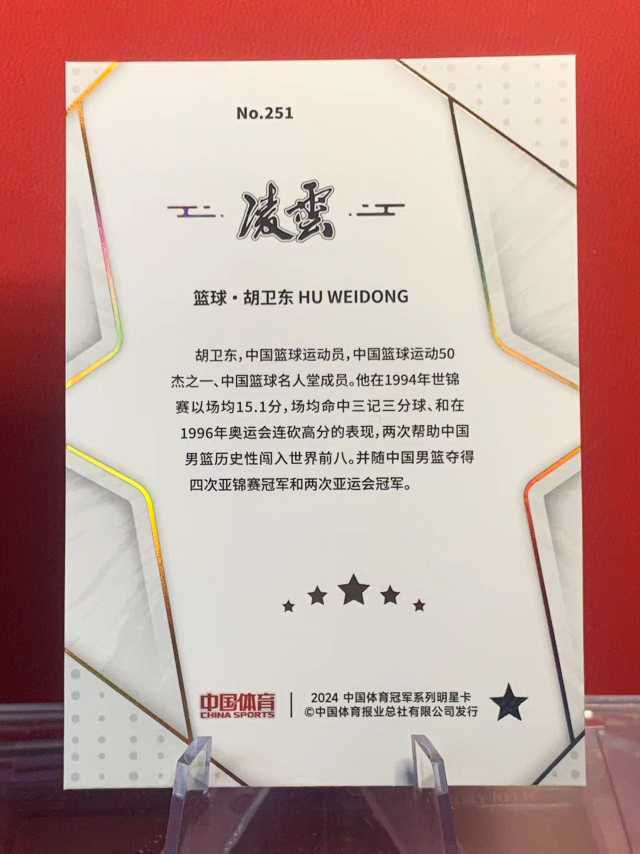 No.251
凌雲
篮球·胡卫东 HU WEIDONG
胡卫东，中国篮球运动员，中国篮球运动50
杰之一、中国篮球名人堂成员。他在1994年世锦
赛以场均15.1分，场均命中三记三分球、和在
1996年奥运会连砍高分的表现，两次帮助中国
男篮历史性闯入世界前八。并随中国男篮夺得
四次亚锦赛冠军和两次亚运会冠军。
中国体育
CHINA SPORTS
2024 中国体育冠军系列明星卡
©中国体育报业总社有限公司发行